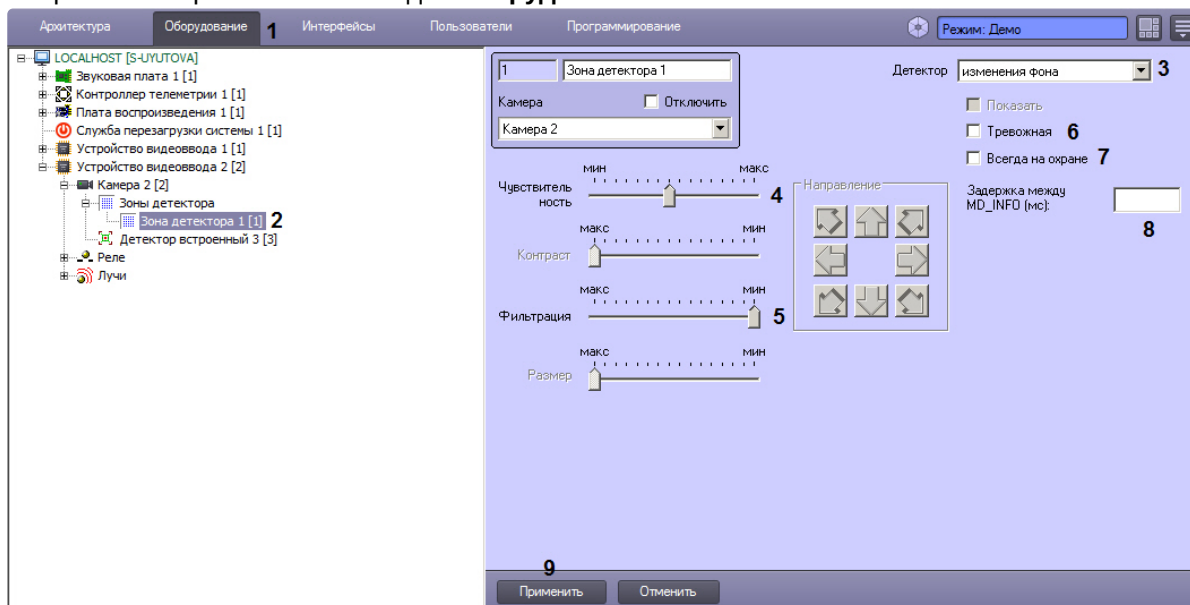 Архитектура Оборудование 1 Интерфейсы Пользователи Программирование Режим: Демо
LOCALHOST [S-UYUTOVA]
Звуковая плата 1 [1]
Контроллер телеметрии 1 [1]
Плата воспроизведения 1 [1]
Служба перезагрузки системы 1 [1]
Устройство видеоввода 1 [1]
Устройство видеоввода 2 [2]
Камера 2 [2]
Зоны детектора
Зона детектора 1 [1] 2
Детектор встроенный 3 [3]
Реле
Лучи
1 Зона детектора 1
Камера Отключить
Камера 2
Детектор изменения фона 3
Показать
Тревожная 6
Всегда на охране 7
Задержка между
MD_INFO (мс):
8
мин макс
Чувствитель
ность
4
макс мин
Контраст
макс мин
Фильтрация 5
макс мин
Размер
Направление
9
Применить Отменить